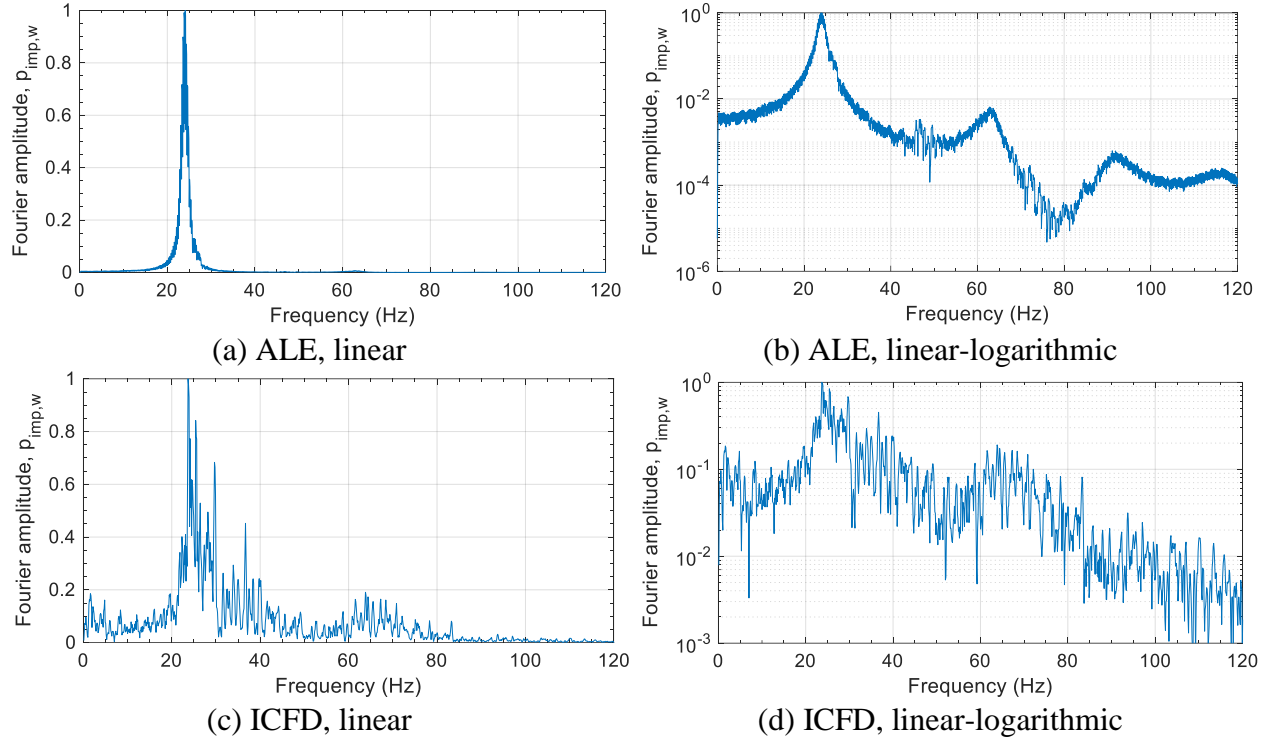 Fourier amplitude, p_imp,w
1
0.8
0.6
0.4
0.2
0
0 20 40 60 80 100 120
Frequency (Hz)
(a) ALE, linear
Fourier amplitude, p_imp,w
10^0
10^-2
10^-4
10^-6
0 20 40 60 80 100 120
Frequency (Hz)
(b) ALE, linear-logarithmic
Fourier amplitude, p_imp,w
1
0.8
0.6
0.4
0.2
0
0 20 40 60 80 100 120
Frequency (Hz)
(c) ICFD, linear
Fourier amplitude, p_imp,w
10^0
10^-1
10^-2
10^-3
0 20 40 60 80 100 120
Frequency (Hz)
(d) ICFD, linear-logarithmic